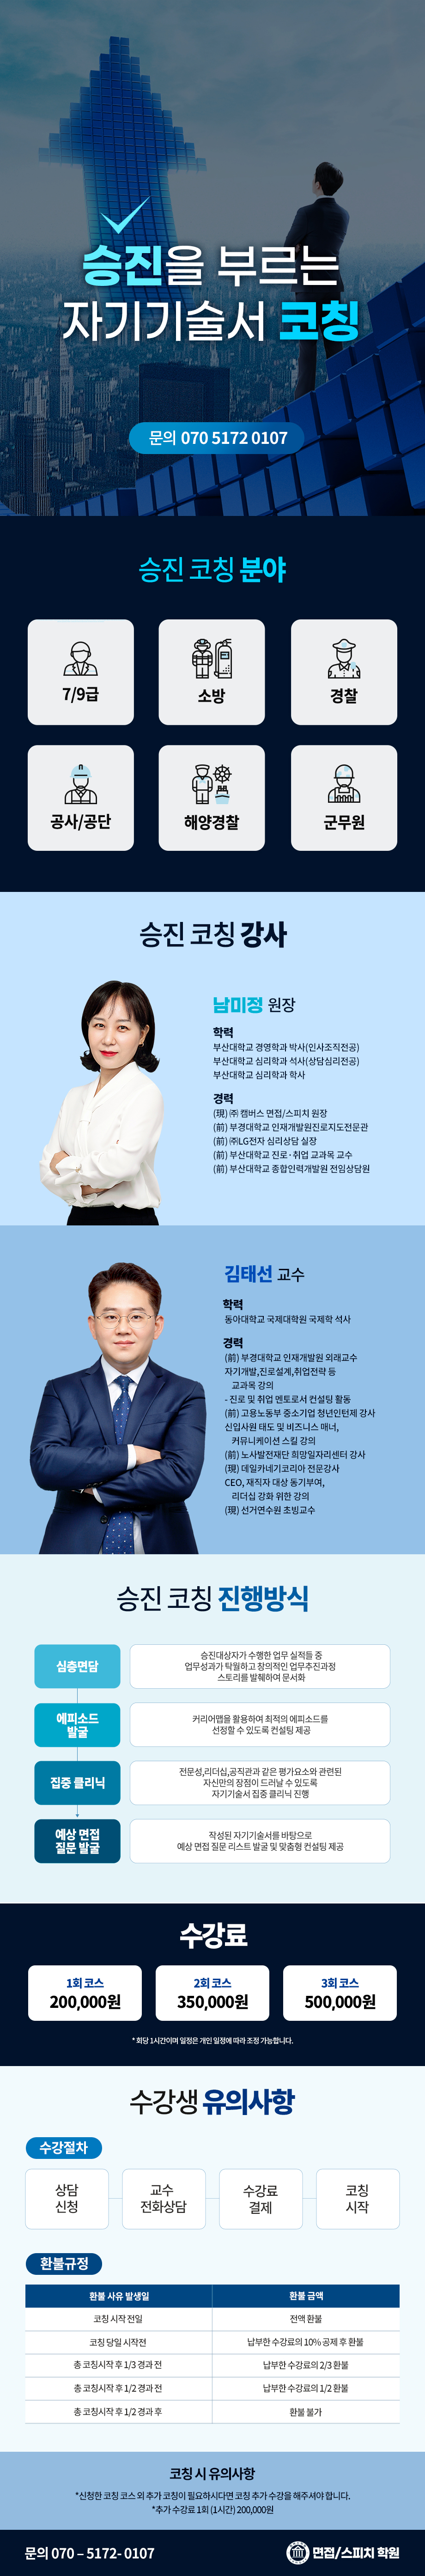 승진을 부르는
자기기술서 코칭
문의 070 5172 0107
승진 코칭 분야
7/9급
소방
경찰
공사/공단
해양경찰
군무원
승진 코칭 강사
남미정 원장
학력
부산대학교 경영학과 박사(인사조직전공)
부산대학교 심리학과 석사(상담심리전공)
부산대학교 심리학과 학사
경력
(現) ㈜ 캠버스 면접/스피치 원장
(前) 부경대학교 인재개발원진로지도전문관
(前) ㈜LG전자 심리상담 실장
(前) 부산대학교 진로·취업 교과목 교수
(前) 부산대학교 종합인력개발원 전임상담원
김태선 교수
학력
동아대학교 국제대학원 국제학 석사
경력
(前) 부경대학교 인재개발원 외래교수
자기개발,진로설계,취업전략 등
교과목 강의
- 진로 및 취업 멘토로서 컨설팅 활동
(前) 고용노동부 중소기업 청년인턴제 강사
신입사원 태도 및 비즈니스 매너,
커뮤니케이션 스킬 강의
(前) 노사발전재단 희망일자리센터 강사
(現) 데일카네기코리아 전문강사
CEO, 재직자 대상 동기부여,
리더십 강화 위한 강의
(現) 선거연수원 초빙교수
승진 코칭 진행방식
심층면담
승진대상자가 수행한 업무 실적들 중
업무성과가 탁월하고 창의적인 업무추진과정
스토리를 발췌하여 문서화
에피소드
발굴
커리어맵을 활용하여 최적의 에피소드를
선정할 수 있도록 컨설팅 제공
집중 클리닉
전문성,리더십,공직관과 같은 평가요소와 관련된
자신만의 장점이 드러날 수 있도록
자기기술서 집중 클리닉 진행
예상 면접
질문 발굴
작성된 자기기술서를 바탕으로
예상 면접 질문 리스트 발굴 및 맞춤형 컨설팅 제공
수강료
1회 코스
200,000원
2회 코스
350,000원
3회 코스
500,000원
* 회당 1시간이며 일정은 개인 일정에 따라 조정 가능합니다.
수강생 유의사항
수강절차
상담
신청
교수
전화상담
수강료
결제
코칭
시작
환불규정
환불 사유 발생일 환불 금액
코칭 시작 전일 전액 환불
코칭 당일 시작전 납부한 수강료의 10% 공제 후 환불
총 코칭시작 후 1/3 경과 전 납부한 수강료의 2/3 환불
총 코칭시작 후 1/2 경과 전 납부한 수강료의 1/2 환불
총 코칭시작 후 1/2 경과 후 환불 불가
코칭 시 유의사항
*신청한 코칭 코스 외 추가 코칭이 필요하시다면 코칭 추가 수강을 해주셔야 합니다.
*추가 수강료 1회 (1시간) 200,000원
문의 070 – 5172- 0107
면접/스피치 학원